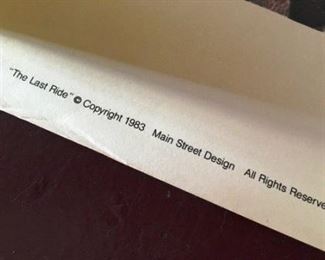 "The Last Ride" © Copyright 1983 Main Street Design All Rights Reserve